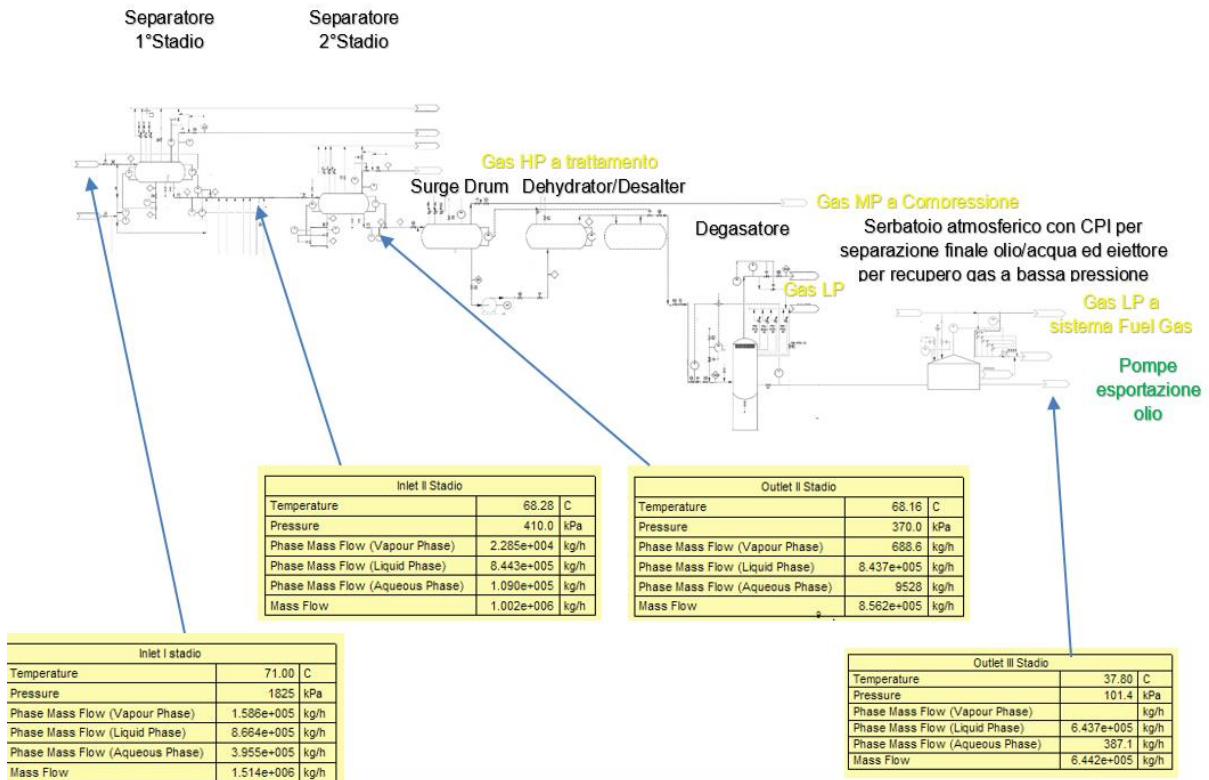 Separatore
1°Stadio
Separatore
2°Stadio
Gas HP a trattamento
Surge Drum
Dehydrator/Desalter
Gas MP a Compressione
Degasatore
Serbatoio atmosferico con CPI per
separazione finale olio/acqua ed eiettore
per recupero gas a bassa pressione
Gas LP
Gas LP a
sistema Fuel Gas
Pompe
esportazione
olio
Inlet II Stadio
Temperature 68.28 C
Pressure 410.0 kPa
Phase Mass Flow (Vapour Phase) 2.285e+004 kg/h
Phase Mass Flow (Liquid Phase) 8.443e+005 kg/h
Phase Mass Flow (Aqueous Phase) 1.090e+005 kg/h
Mass Flow 1.002e+006 kg/h
Outlet II Stadio
Temperature 68.16 C
Pressure 370.0 kPa
Phase Mass Flow (Vapour Phase) 688.6 kg/h
Phase Mass Flow (Liquid Phase) 8.437e+005 kg/h
Phase Mass Flow (Aqueous Phase) 9528 kg/h
Mass Flow 8.562e+005 kg/h
9
Inlet I stadio
Temperature 71.00 C
Pressure 1825 kPa
Phase Mass Flow (Vapour Phase) 1.586e+005 kg/h
Phase Mass Flow (Liquid Phase) 8.664e+005 kg/h
Phase Mass Flow (Aqueous Phase) 3.955e+005 kg/h
Mass Flow 1.514e+006 kg/h
Outlet III Stadio
Temperature 37.80 C
Pressure 101.4 kPa
Phase Mass Flow (Vapour Phase) kg/h
Phase Mass Flow (Liquid Phase) 6.437e+005 kg/h
Phase Mass Flow (Aqueous Phase) 387.1 kg/h
Mass Flow 6.442e+005 kg/h